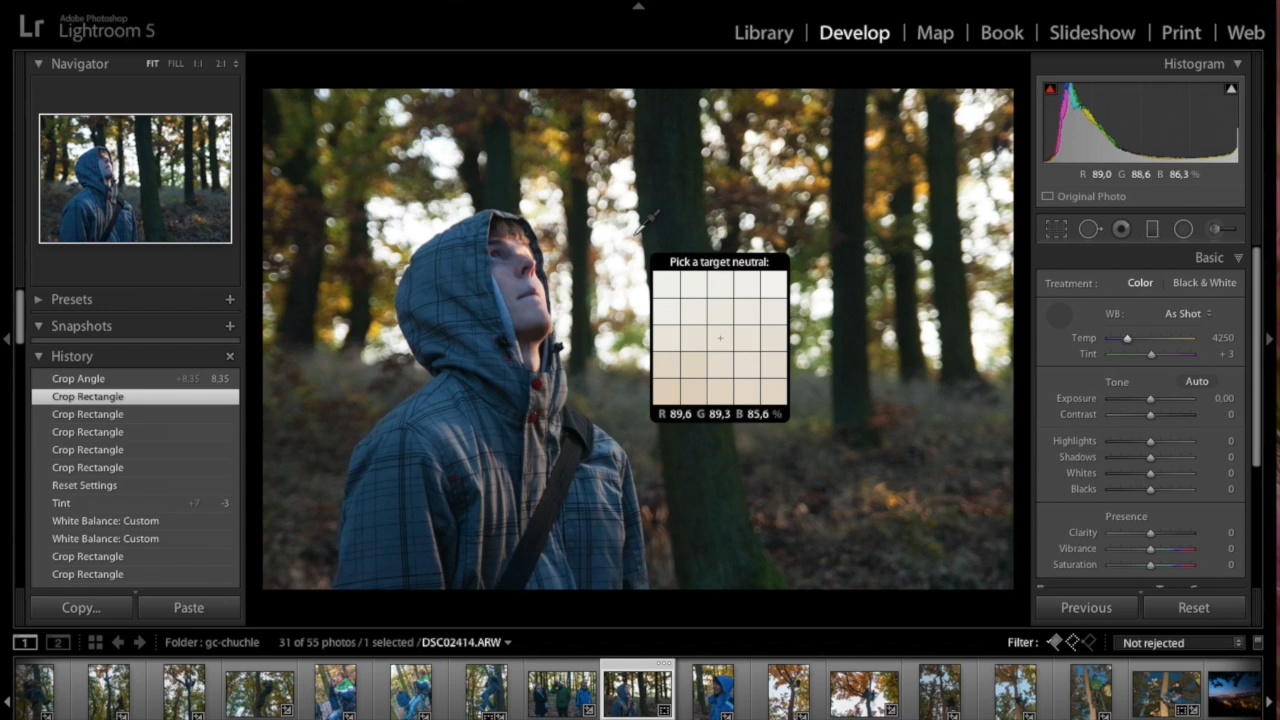 Lr Adobe Photoshop
Lightroom 5
Library | Develop | Map | Book | Slideshow | Print | Web
Navigator FIT FILL 1:1 2:1
Histogram
R 89,0 G 88,6 B 86,3 %
Original Photo
Basic
Treatment : Color Black & White
WB: As Shot
Temp 4250
Tint + 3
Tone Auto
Exposure 0,00
Contrast 0
Highlights 0
Shadows 0
Whites 0
Blacks 0
Presence
Clarity 0
Vibrance 0
Saturation 0
Previous Reset
Pick a target neutral:
R 89,6 G 89,3 B 85,6 %
Presets
Snapshots
History
Crop Angle +8,35 8,35
Crop Rectangle
Crop Rectangle
Crop Rectangle
Crop Rectangle
Crop Rectangle
Reset Settings
Tint +7 -3
White Balance: Custom
White Balance: Custom
Crop Rectangle
Crop Rectangle
Copy... Paste
1 2 Folder : gc-chuchle 31 of 55 photos / 1 selected / DSC02414.ARW Filter : Not rejected